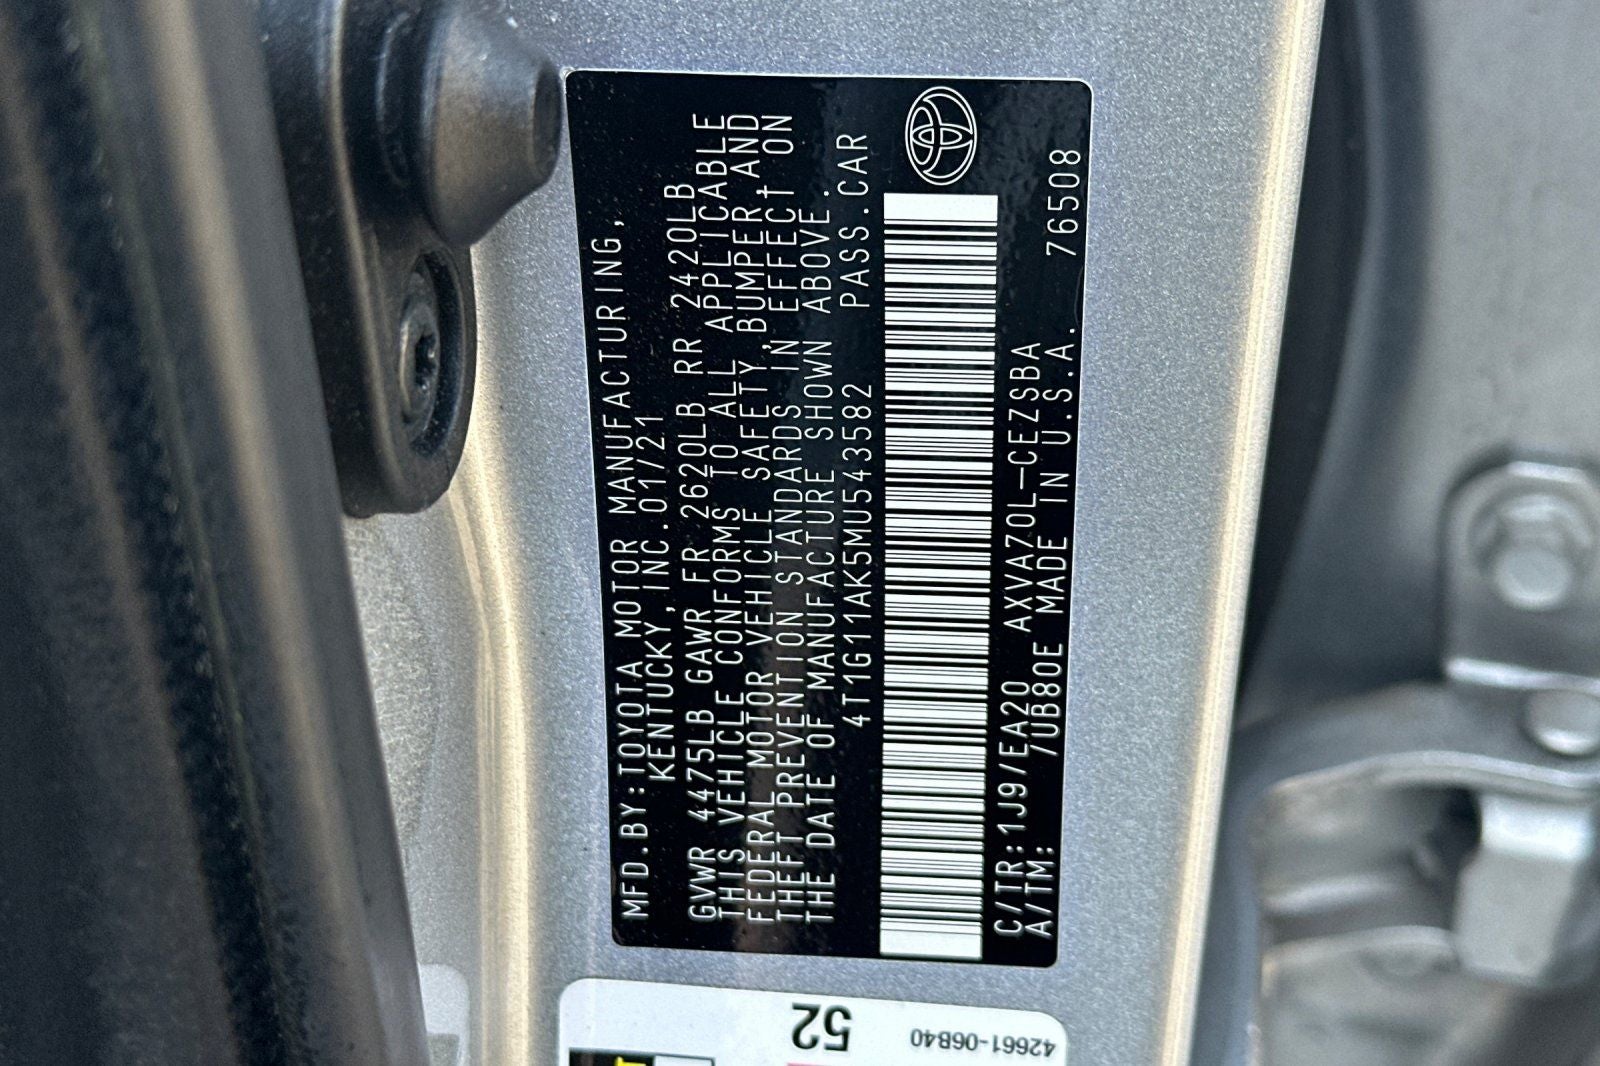 MFD.BY:TOYOTA MOTOR MANUFACTURING,
KENTUCKY,INC.01/21
GVWR 4475LB GAWR FR 2620LB RR 2420LB
THIS VEHICLE CONFORMS TO ALL APPLICABLE
FEDERAL MOTOR VEHICLE SAFETY,BUMPER,AND
THEFT PREVENTION STANDARDS IN EFFECT ON
THE DATE OF MANUFACTURE SHOWN ABOVE.
4T1G11AK5MU543582 PASS.CAR
C/TR:1J9/EA20 AXVA70L-CEZSBA 76508
A/TM: /UB80E MADE IN U.S.A.
52
42661-06B40